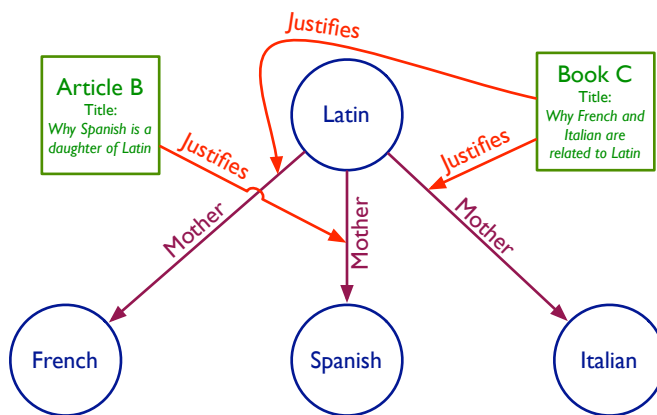 Justifies
Article B
Title:
Why Spanish is a
daughter of Latin
Book C
Title:
Why French and
Italian are
related to Latin
Latin
Justifies
Justifies
Mother
Mother
Mother
French
Spanish
Italian